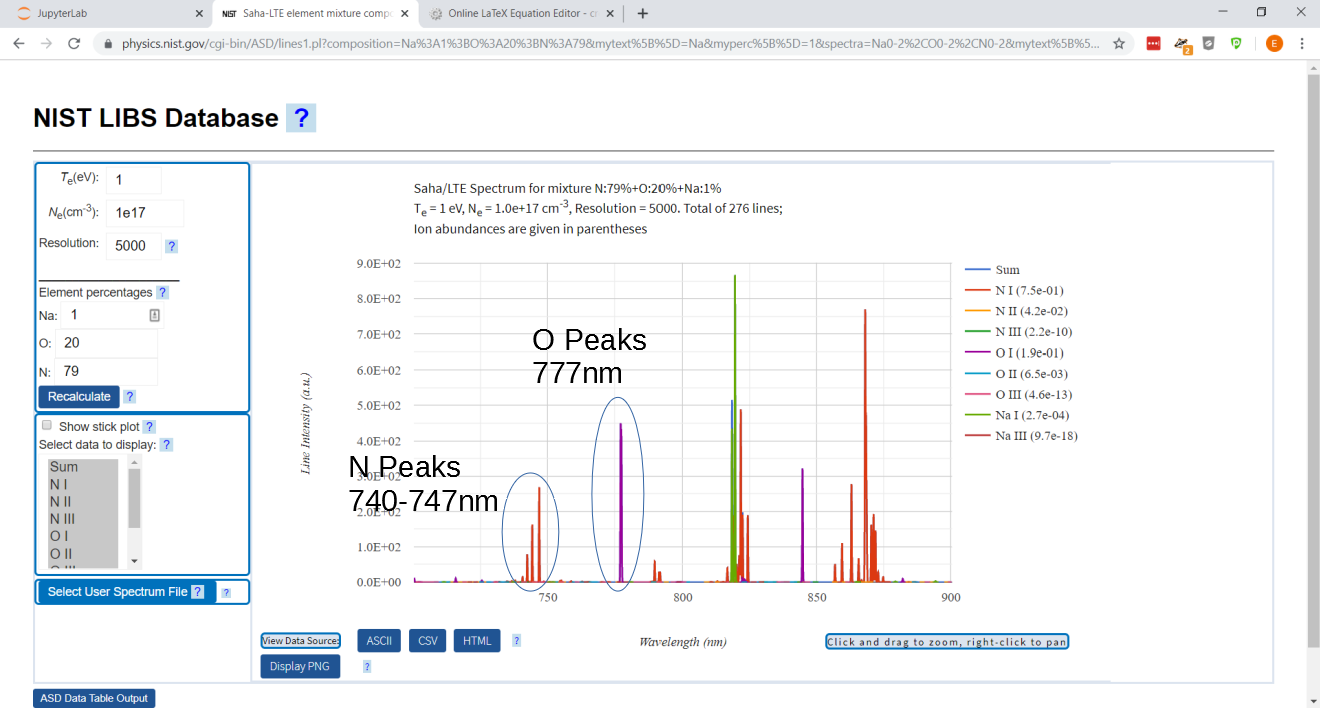 JupyterLab
NIST Saha-LTE element mixture compo
Online LaTeX Equation Editor - c
physics.nist.gov/cgi-bin/ASD/lines1.pl?composition=Na%3A1%3BO%3A20%3BN%3A79&mytext%5B%5D=Na&myperc%5B%5D=1&spectra=Na0-2%2CO0-2%2CN0-2&mytext%5B%5...
2
E
NIST LIBS Database ?
Te(eV): 1
Ne(cm-3): 1e17
Resolution: 5000 ?
Element percentages ?
Na: 1
O: 20
N: 79
Recalculate ?
Show stick plot ?
Select data to display: ?
Sum
N I
N II
N III
O I
O II
O III
Select User Spectrum File ? ?
Saha/LTE Spectrum for mixture N:79%+O:20%+Na:1%
Te = 1 eV, Ne = 1.0e+17 cm-3, Resolution = 5000. Total of 276 lines;
Ion abundances are given in parentheses
9.0E+02
8.0E+02
7.0E+02
6.0E+02
5.0E+02
4.0E+02
3.0E+02
2.0E+02
1.0E+02
0.0E+00
Line Intensity (a.u.)
O Peaks
777nm
N Peaks
740-747nm
750
800
850
900
Wavelength (nm)
Sum
N I (7.5e-01)
N II (4.2e-02)
N III (2.2e-10)
O I (1.9e-01)
O II (6.5e-03)
O III (4.6e-13)
Na I (2.7e-04)
Na III (9.7e-18)
View Data Source: ASCII CSV HTML ?
Click and drag to zoom, right-click to pan
Display PNG ?
ASD Data Table Output